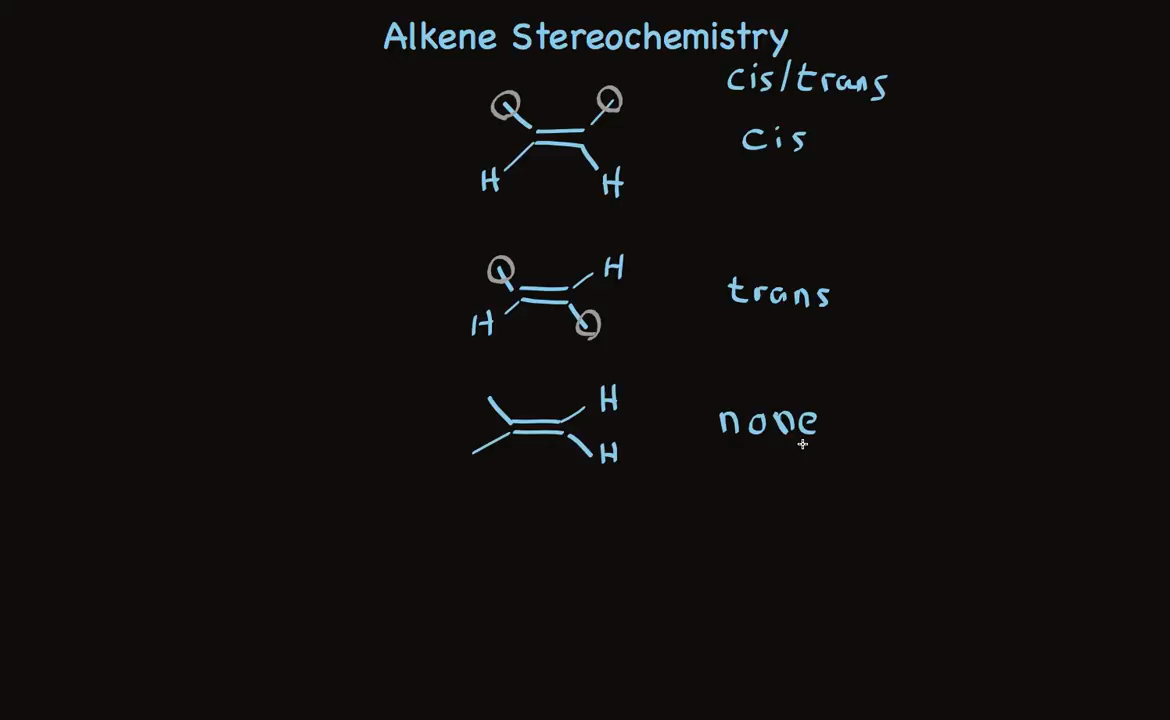 Alkene Stereochemistry
cis/trans
cis
H H
H
trans
H
H
none
H